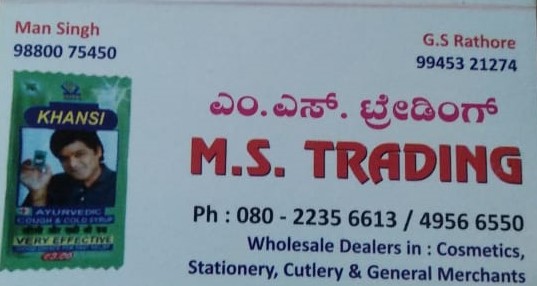 Man Singh
98800 75450
G.S Rathore
99453 21274
KHANSI
AYURVEDIC
COUGH & COLD SYRUP
VERY EFFECTIVE
ಎಂ.ಎಸ್. ಟ್ರೇಡಿಂಗ್
M.S. TRADING
Ph : 080 - 2235 6613 / 4956 6550
Wholesale Dealers in : Cosmetics,
Stationery, Cutlery & General Merchants